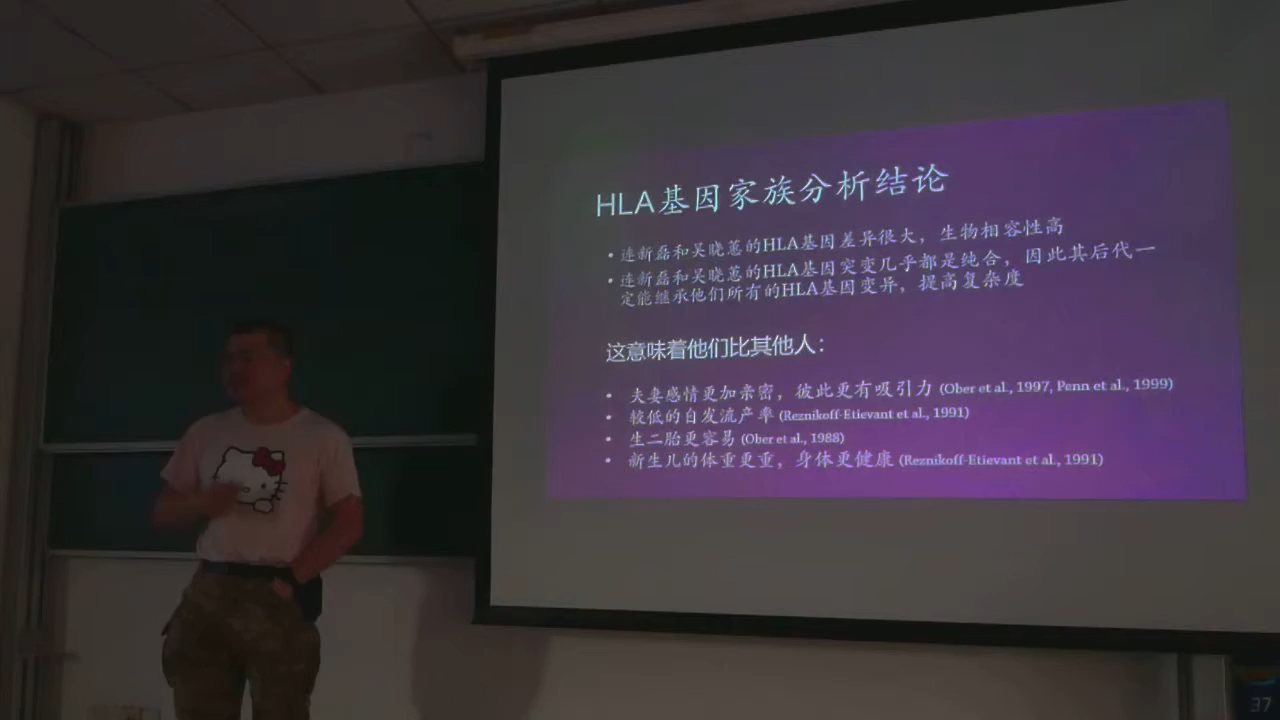 HLA基因家族分析结论
• 连新磊和吴晓蕙的HLA基因差异很大，生物相容性高
• 连新磊和吴晓蕙的HLA基因突变几乎都是纯合，因此其后代一
定能继承他们所有的HLA基因变异，提高复杂度
这意味着他们比其他人：
• 夫妻感情更加亲密，彼此更有吸引力 (Ober et al., 1997, Penn et al., 1999)
• 较低的自发流产率 (Reznikoff-Etievant et al., 1991)
• 生二胎更容易 (Ober et al., 1988)
• 新生儿的体重更重，身体更健康 (Reznikoff-Etievant et al., 1991)
37